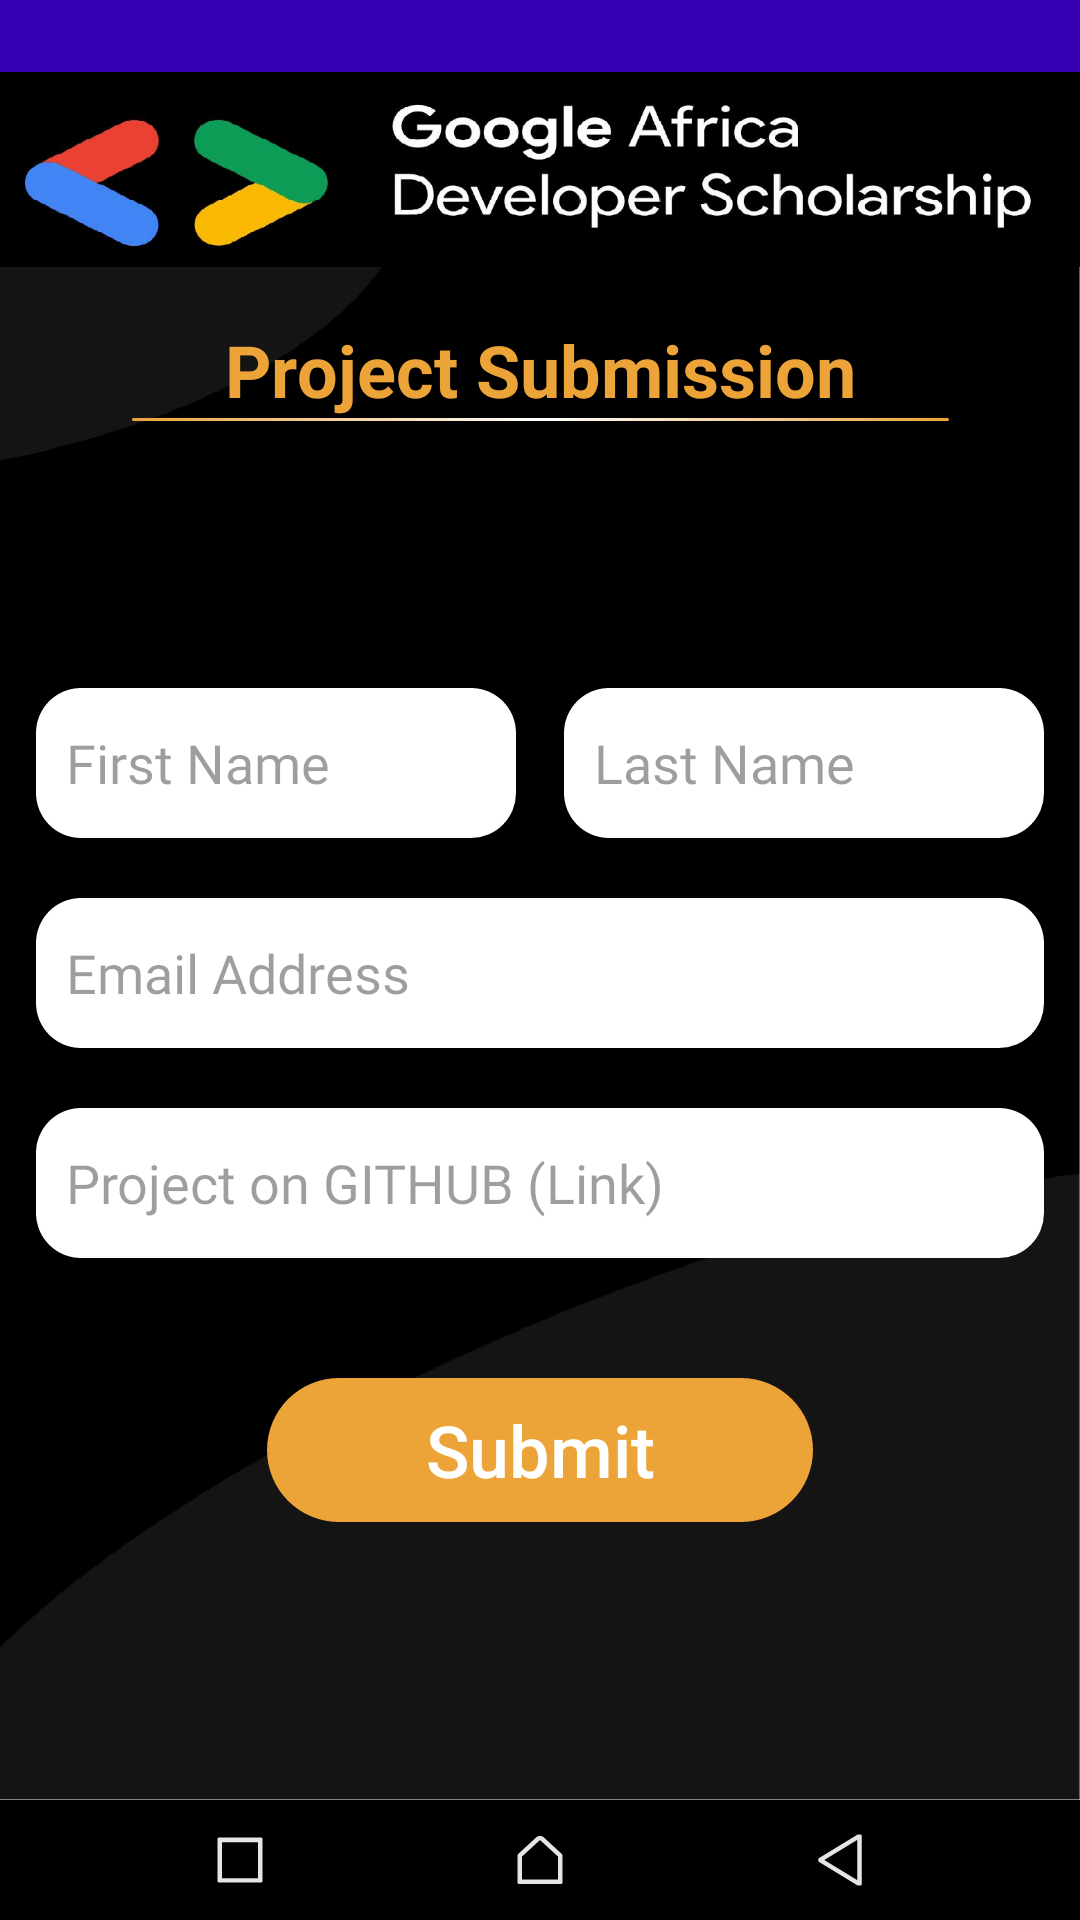 Google Africa
Developer Scholarship
Project Submission
First Name
Last Name
Email Address
Project on GITHUB (Link)
Submit